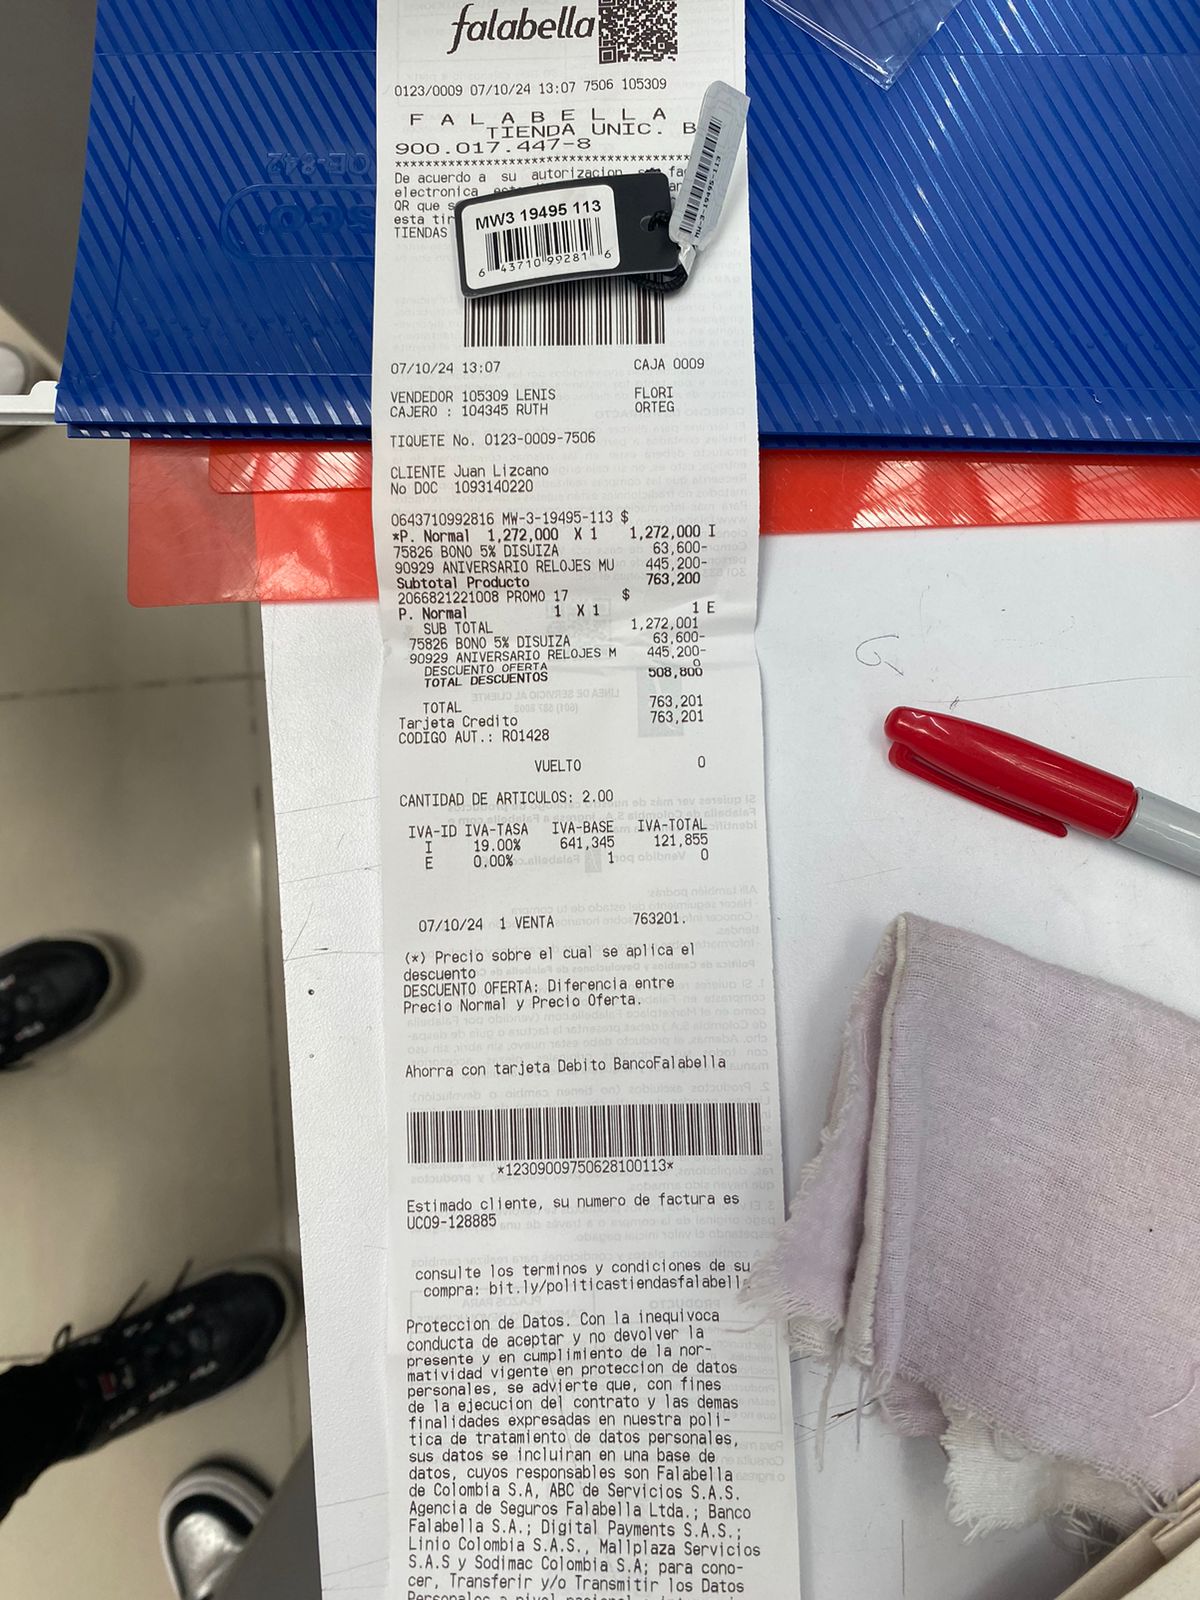 falabella
0123/0009 07/10/24 13:07 7506 105309
F A L A B E L L A
TIENDA UNIC. B
900.017.447-8
****************************************
De acuerdo a su autorizacion
electronica
QR que
esta
TIENDAS
MW3 19495 113
6 43710 99281 6
MW-3-19495-113
07/10/24 13:07 CAJA 0009
VENDEDOR 105309 LENIS FLORI
CAJERO : 104345 RUTH ORTEG
TIQUETE No. 0123-0009-7506
CLIENTE Juan Lizcano
No DOC 1093140220
0643710992816 MW-3-19495-113 $
*P. Normal 1,272,000 X 1 1,272,000 I
75826 BONO 5% DISUIZA 63,600-
90929 ANIVERSARIO RELOJES MU 445,200-
Subtotal Producto 763,200
2066821221008 PROMO 17 $
P. Normal 1 X 1 1 E
SUB TOTAL 1,272,001
75826 BONO 5% DISUIZA 63,600-
90929 ANIVERSARIO RELOJES M 445,200-
DESCUENTO OFERTA 0
TOTAL DESCUENTOS 508,800
TOTAL 763,201
Tarjeta Credito 763,201
CODIGO AUT.: R01428
VUELTO 0
CANTIDAD DE ARTICULOS: 2.00
IVA-ID IVA-TASA IVA-BASE IVA-TOTAL
I 19.00% 641,345 121,855
E 0.00% 1 0
07/10/24 1 VENTA 763201.
(*) Precio sobre el cual se aplica el
descuento
DESCUENTO OFERTA: Diferencia entre
Precio Normal y Precio Oferta.
Ahorra con tarjeta Debito BancoFalabella
*12309009750628100113*
Estimado cliente, su numero de factura es
UC09-128885
consulte los terminos y condiciones de su
compra: bit.ly/politicastiendasfalabella
Proteccion de Datos. Con la inequivoca
conducta de aceptar y no devolver la
presente y en cumplimiento de la nor-
matividad vigente en proteccion de datos
personales, se advierte que, con fines
de la ejecucion del contrato y las demas
finalidades expresadas en nuestra poli-
tica de tratamiento de datos personales,
sus datos se incluiran en una base de
datos, cuyos responsables son Falabella
de Colombia S.A, ABC de Servicios S.A.S.
Agencia de Seguros Falabella Ltda.; Banco
Falabella S.A.; Digital Payments S.A.S.;
Linio Colombia S.A.S., Mallplaza Servicios
S.A.S y Sodimac Colombia S.A; para cono-
cer, Transferir y/o Transmitir los Datos
Personales a nivel nacional